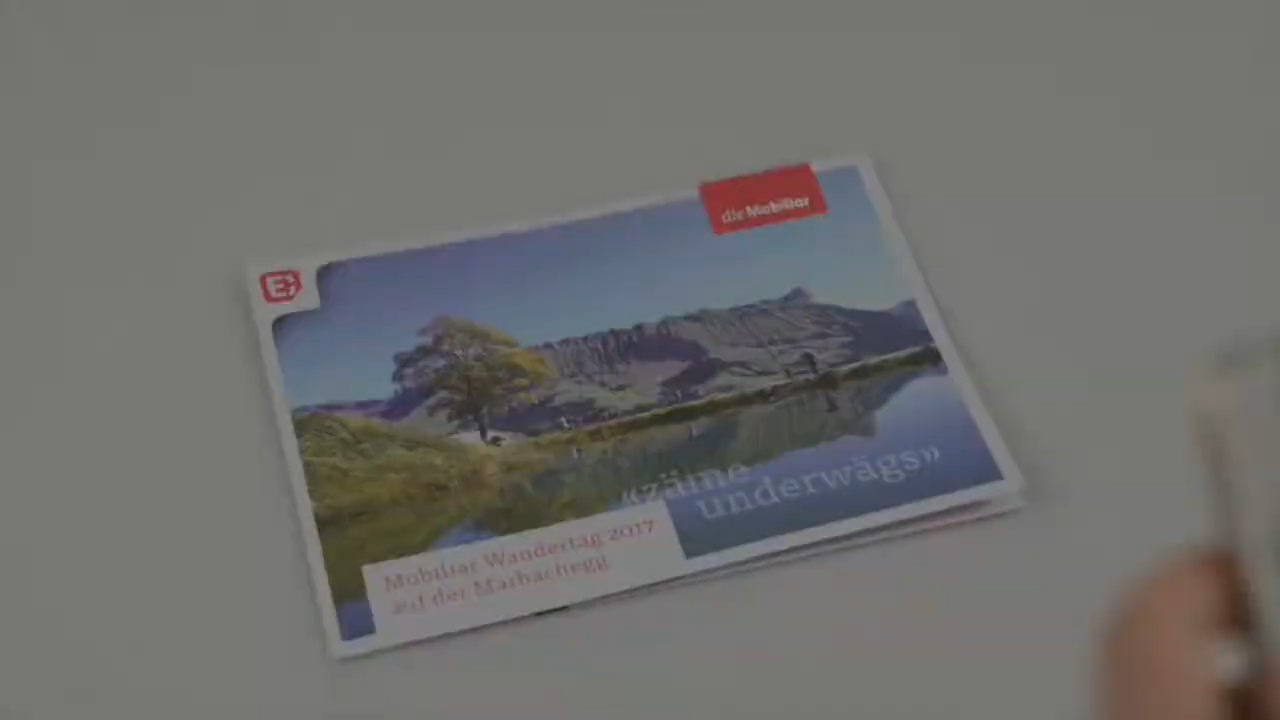 die Mobiliar
E
«zäme
underwägs»
Mobiliar Wandertag 2017
auf der Marbachegg